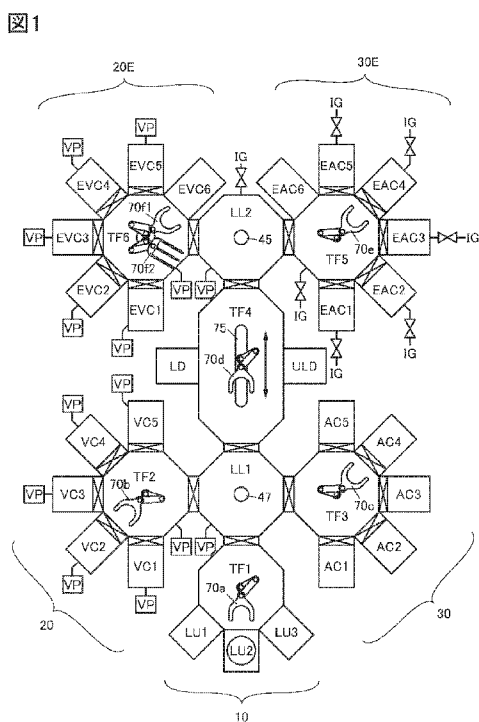 図1
20E
30E
VP
IG
IG
VP
EVC5
IG
EAC5
EVC4
EVC6
EAC6
EAC4
70f1
LL2
VP
EVC3
TF6
45
TF5
70e
EAC3
IG
70f2
EVC2
VP
VP
EAC2
EVC1
IG
EAC1
VP
TF4
IG
VP
75
IG
LD
70d
ULD
VP
VP
VC5
AC5
VC4
AC4
TF2
LL1
VP
VC3
70b
47
70c
AC3
TF3
VC2
VP
VP
AC2
VC1
TF1
AC1
VP
70a
VP
20
30
LU1
LU3
LU2
10